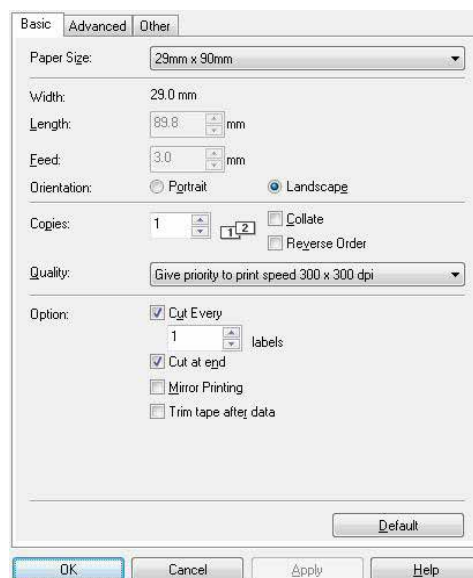 Basic Advanced Other
Paper Size: 29mm x 90mm
Width: 29.0 mm
Length: 89.8 mm
Feed: 3.0 mm
Orientation: Portrait Landscape
Copies: 1 1 2 Collate
Reverse Order
Quality: Give priority to print speed 300 x 300 dpi
Option: Cut Every
1 labels
Cut at end
Mirror Printing
Trim tape after data
Default
OK Cancel Apply Help